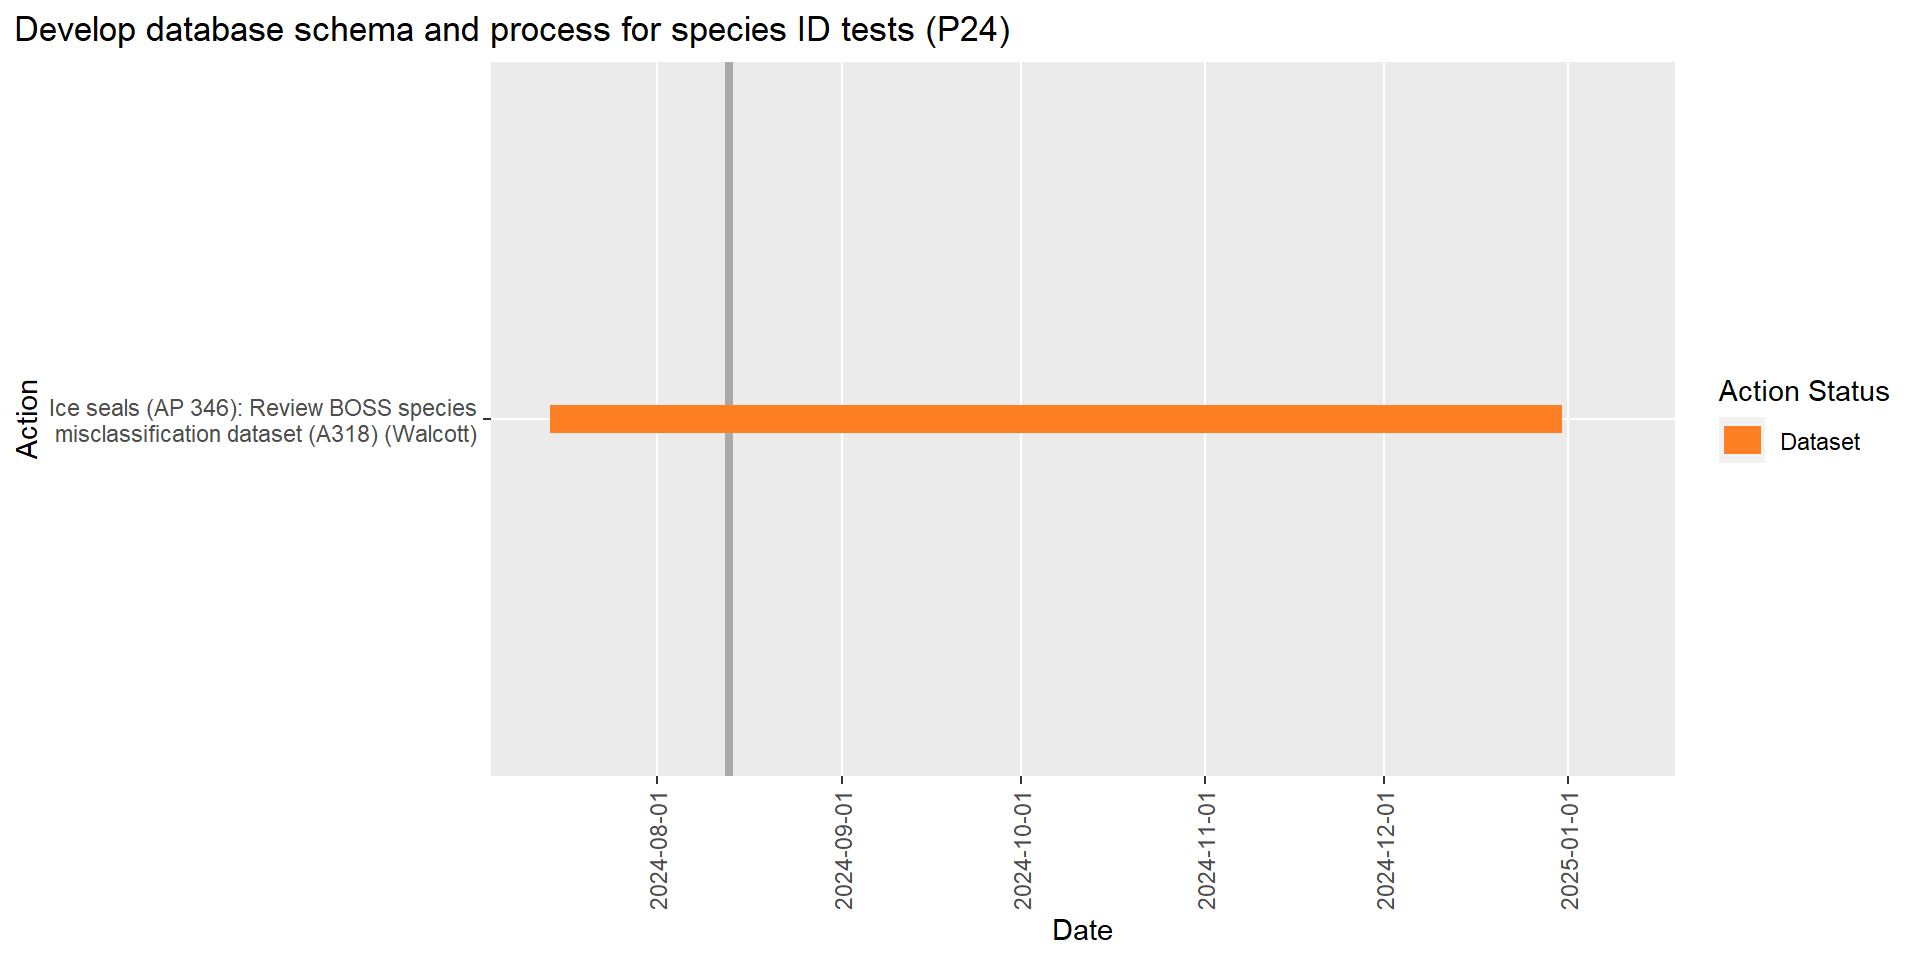 Develop database schema and process for species ID tests (P24)
Action
Ice seals (AP 346): Review BOSS species
misclassification dataset (A318) (Walcott)
2024-08-01
2024-09-01
2024-10-01
2024-11-01
2024-12-01
2025-01-01
Date
Action Status
Dataset